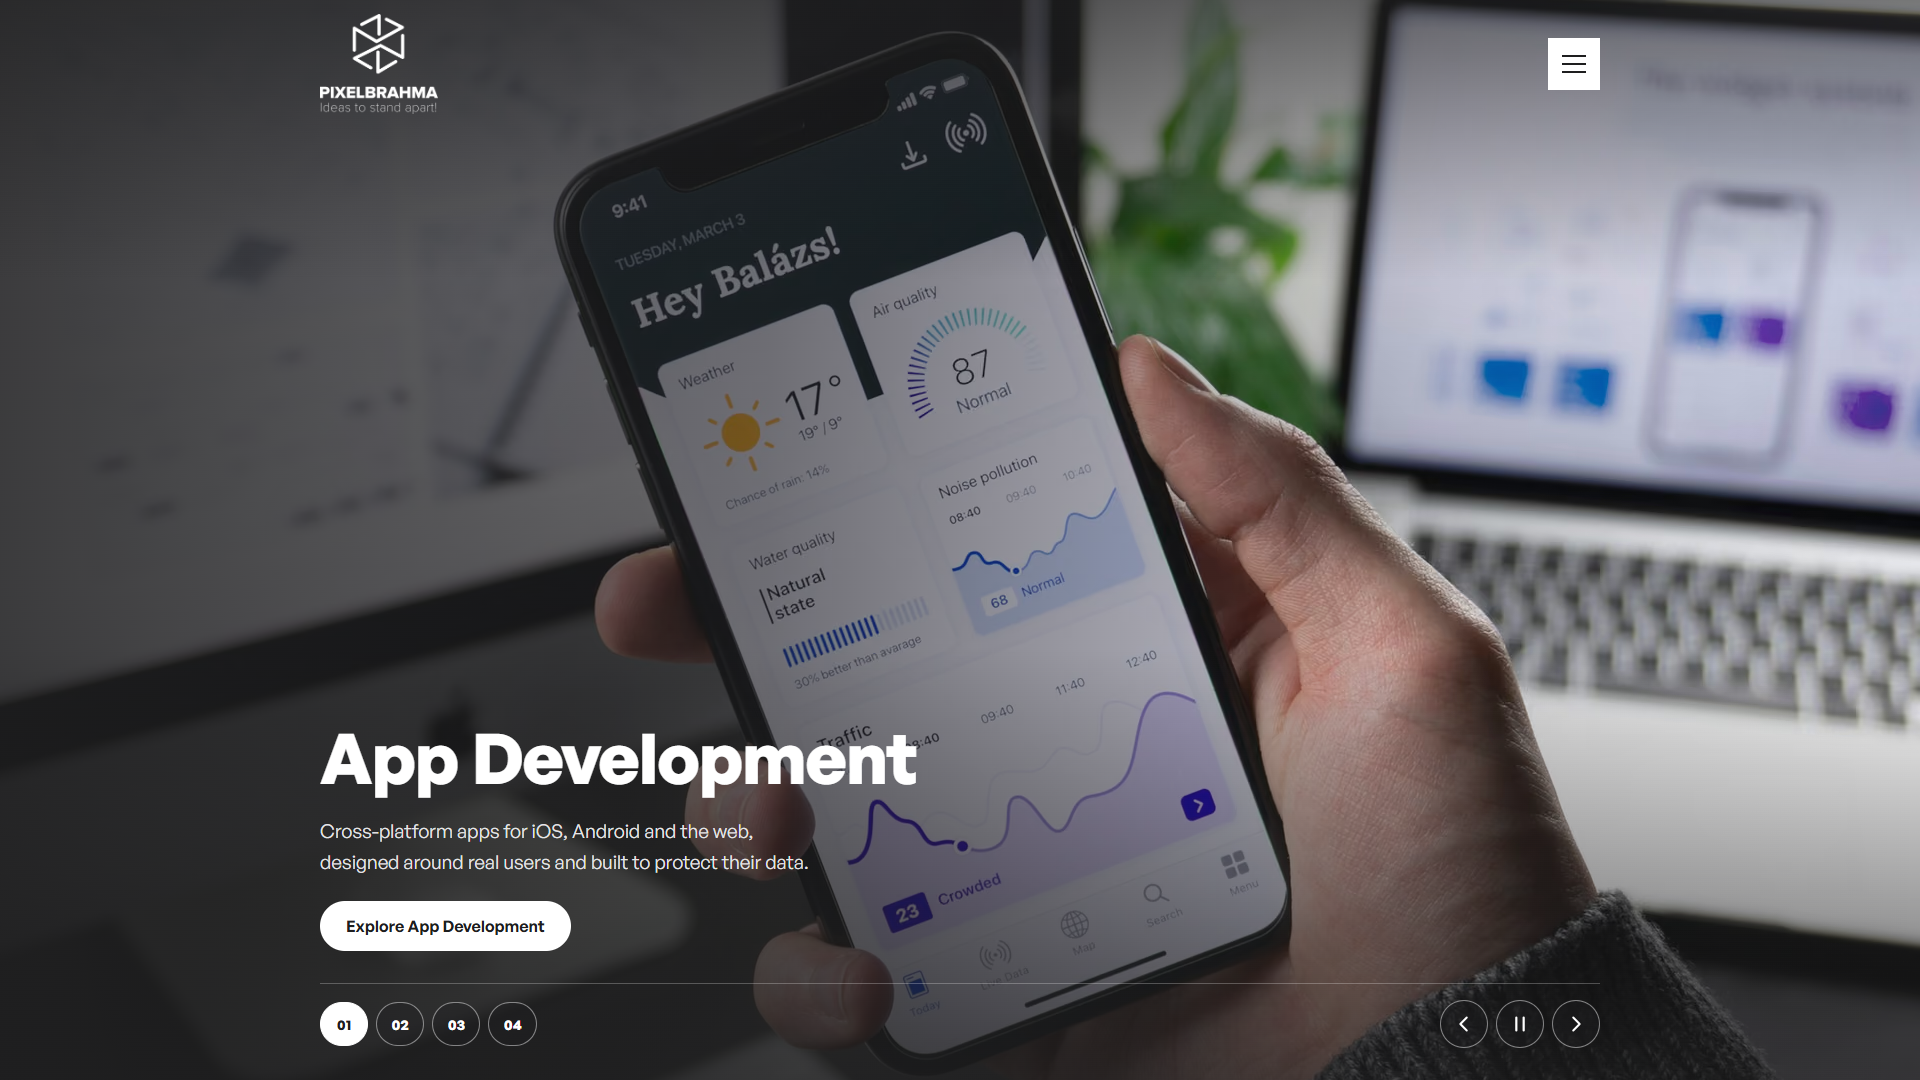 PIXELBRAHMA
Ideas to stand apart!
9:41
TUESDAY, MARCH 3
Hey Balázs!
Weather
17°
19° / 9°
Chance of rain: 14%
Air quality
87
Normal
Noise pollution
08:40 09:40 10:40
68 Normal
Water quality
Natural
state
30% better than avarage
Traffic
8:40 09:40 11:40 12:40
23 Crowded
Today Live Data Map Search Menu
App Development
Cross-platform apps for iOS, Android and the web,
designed around real users and built to protect their data.
Explore App Development
01 02 03 04